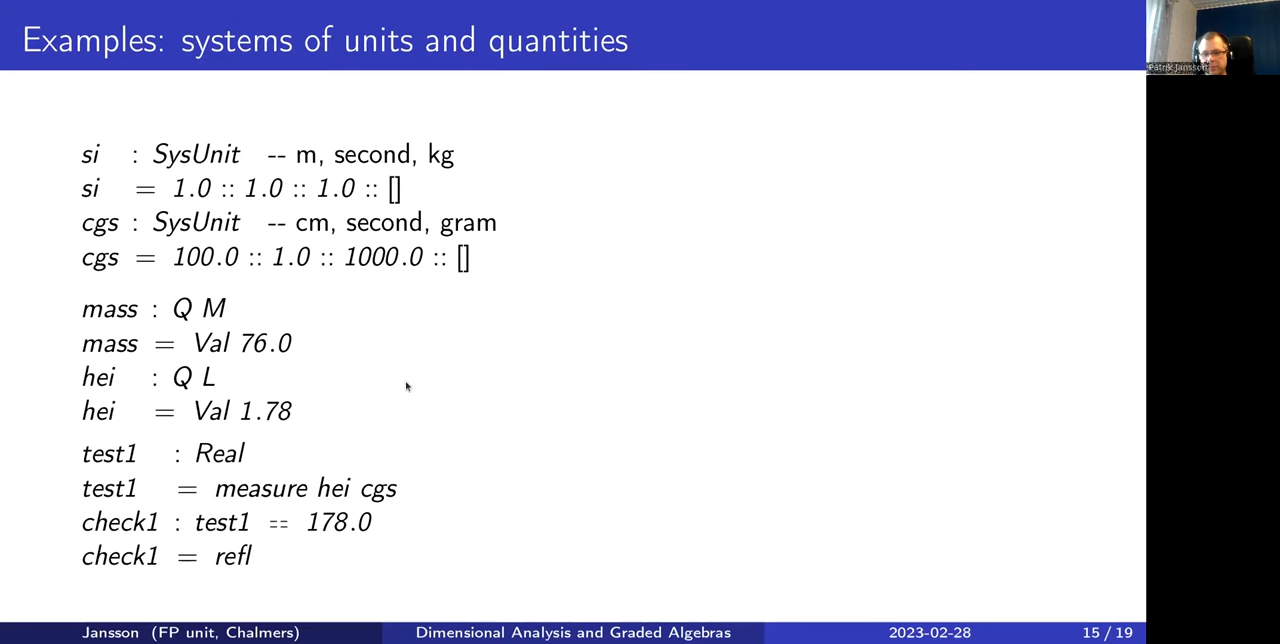 Examples: systems of units and quantities
Patrik Jansson
si : SysUnit -- m, second, kg
si = 1.0 :: 1.0 :: 1.0 :: []
cgs : SysUnit -- cm, second, gram
cgs = 100.0 :: 1.0 :: 1000.0 :: []
mass : Q M
mass = Val 76.0
hei : Q L
hei = Val 1.78
test1 : Real
test1 = measure hei cgs
check1 : test1 == 178.0
check1 = refl
Jansson (FP unit, Chalmers) Dimensional Analysis and Graded Algebras 2023-02-28 15 / 19